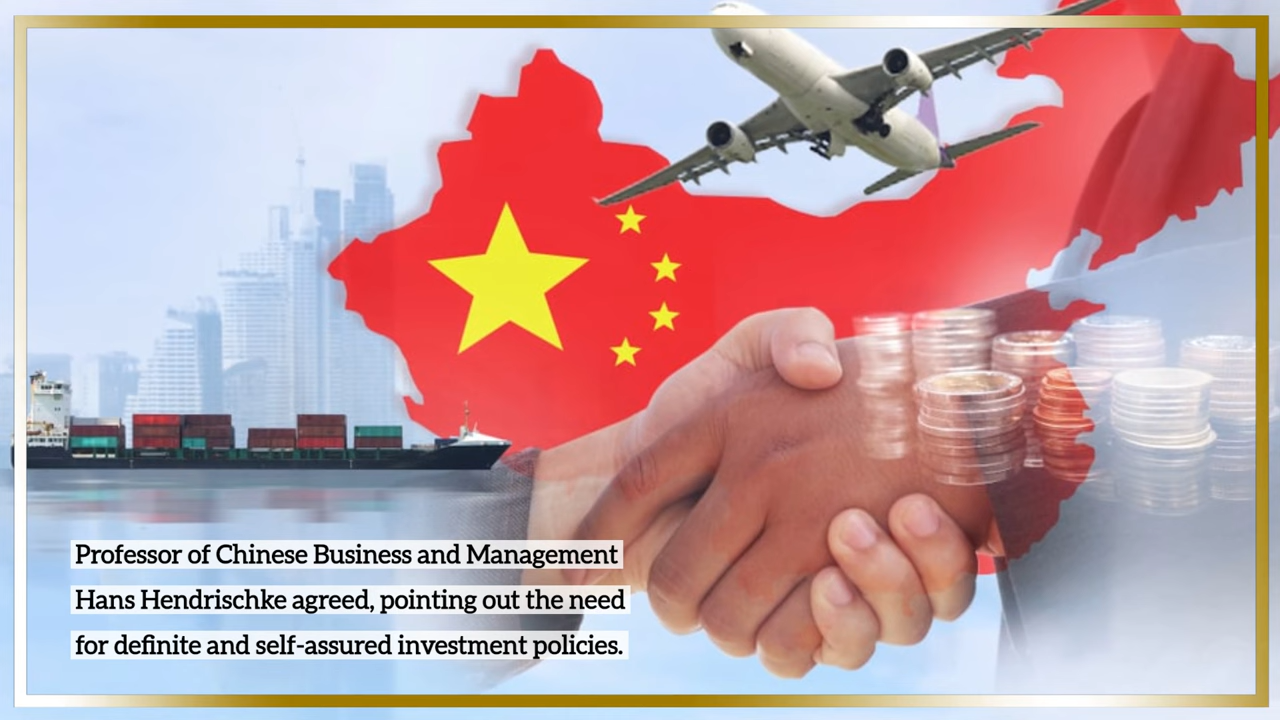 Professor of Chinese Business and Management
Hans Hendrischke agreed, pointing out the need
for definite and self-assured investment policies.